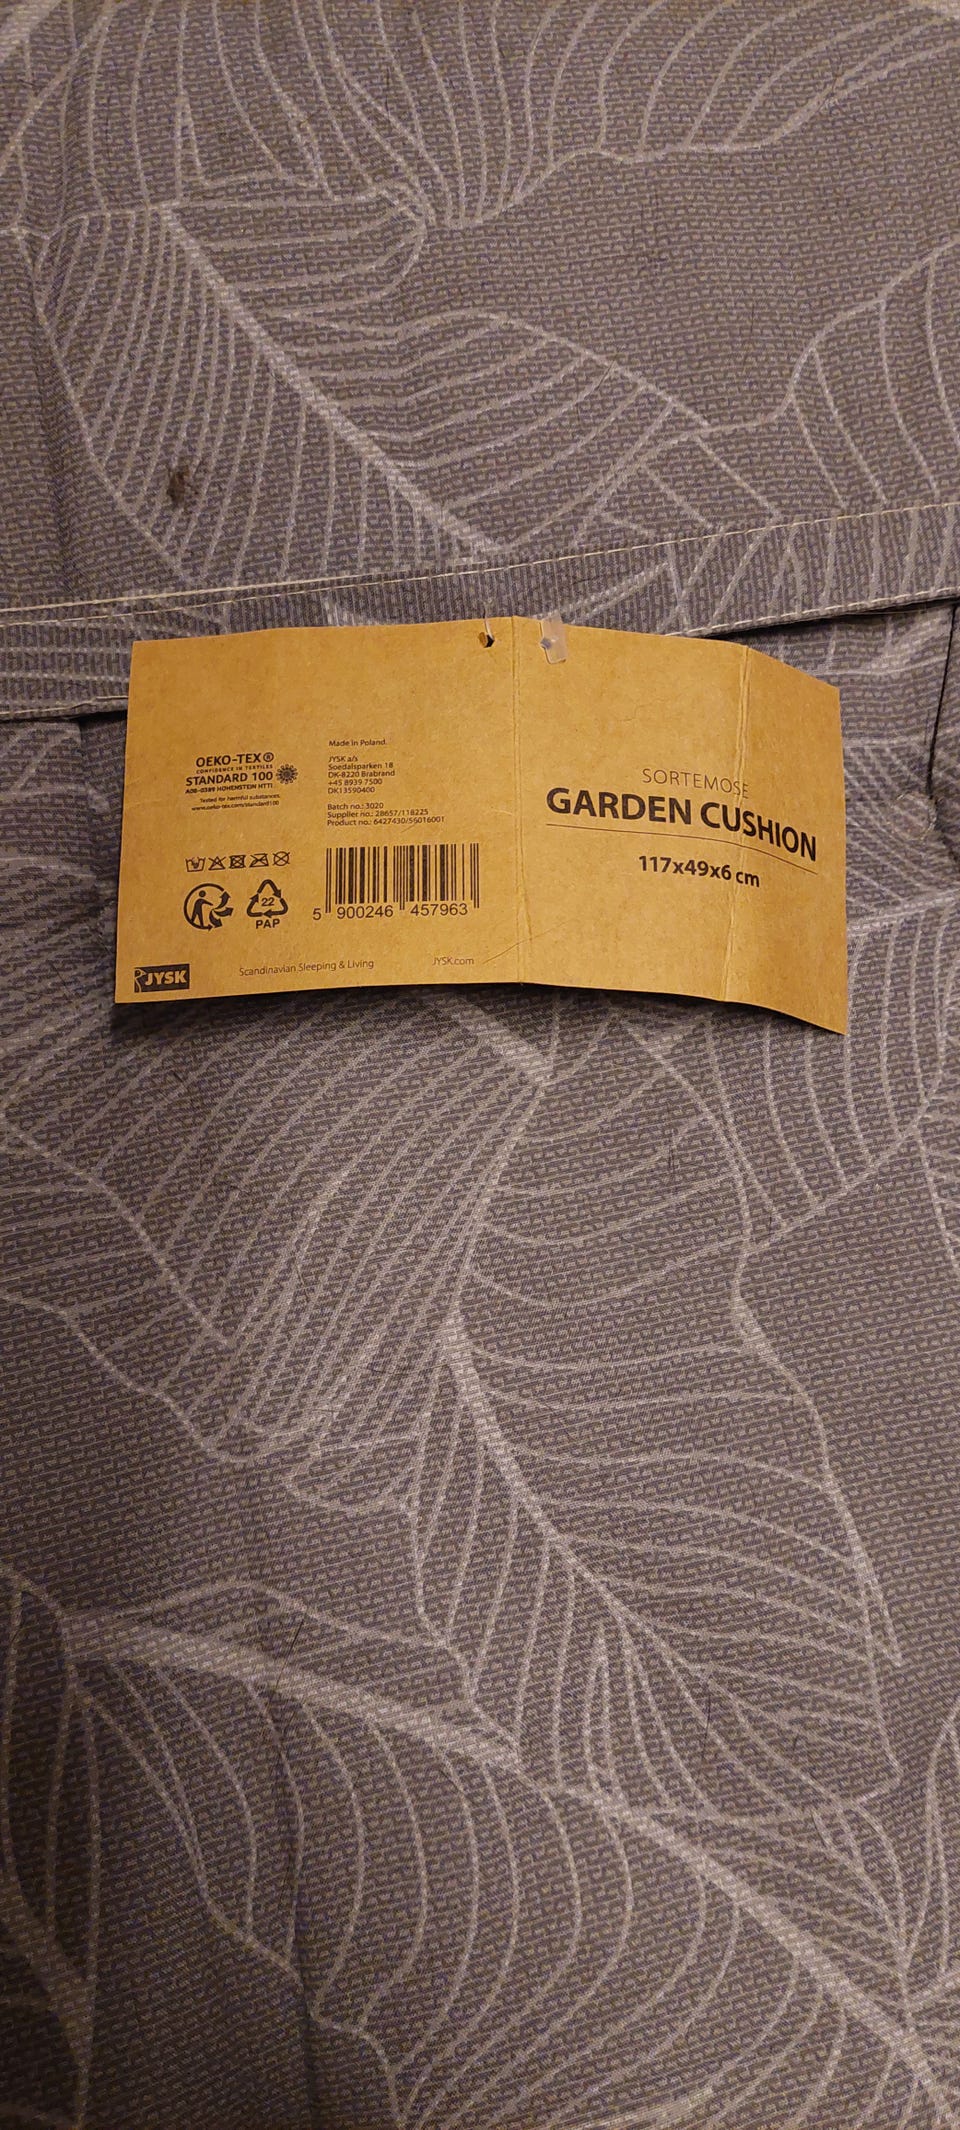 OEKO-TEX®
CONFIDENCE IN TEXTILES
STANDARD 100
A08-0389 HOHENSTEIN HTTI
Tested for harmful substances.
www.oeko-tex.com/standard100
Made in Poland.
JYSK a/s
Soedalsparken 18
DK-8220 Brabrand
+45 8939 7500
DK13590400
Batch no.: 3020
Supplier no.: 28657/118225
Product no.: 6427430/56016001
22
PAP
5 900246 457963
JYSK
Scandinavian Sleeping & Living
JYSK.com
SORTEMOSE
GARDEN CUSHION
117x49x6 cm